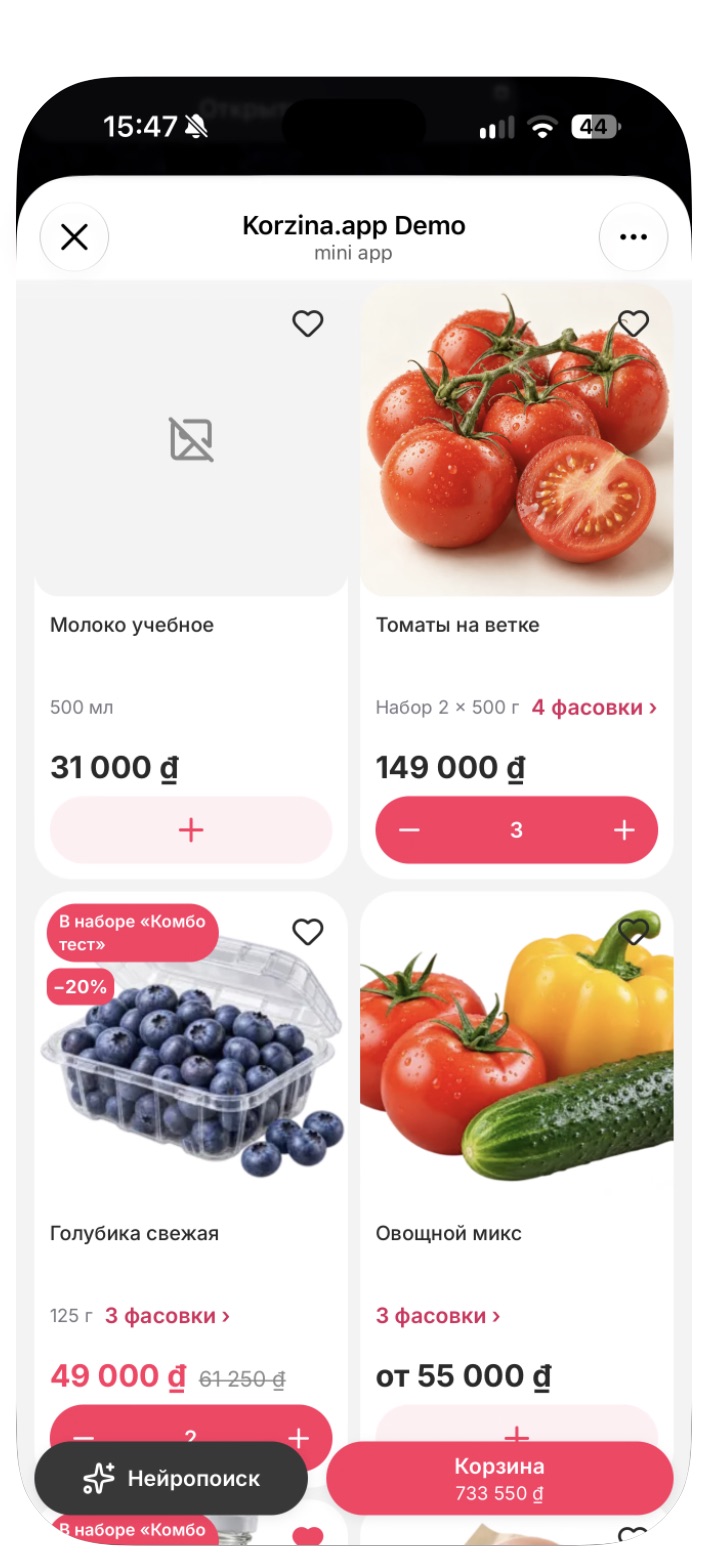 15:47
44
Korzina.app Demo
mini app
Молоко учебное
500 мл
31 000 ₫
Томаты на ветке
Набор 2 × 500 г 4 фасовки ›
149 000 ₫
3
В наборе «Комбо
тест»
−20%
Голубика свежая
125 г 3 фасовки ›
49 000 ₫ 61 250 ₫
2
Овощной микс
3 фасовки ›
от 55 000 ₫
Нейропоиск
Корзина
733 550 ₫
В наборе «Комбо